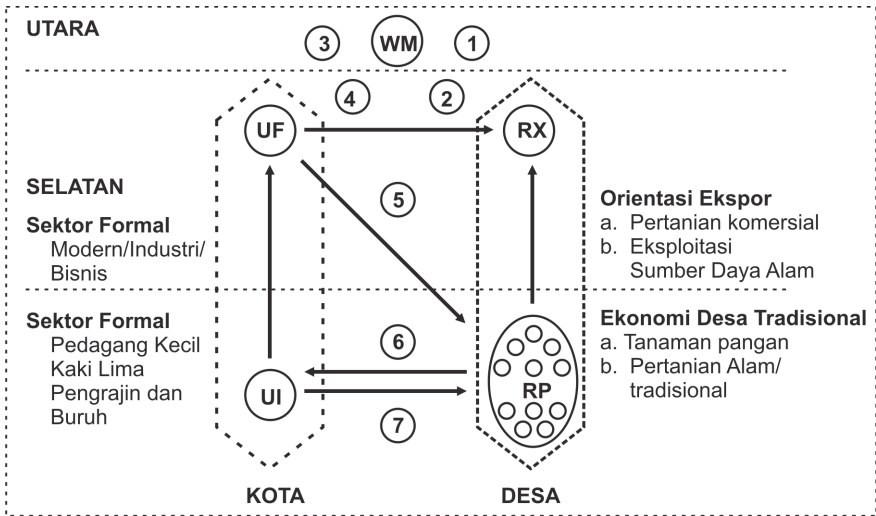 UTARA
3
WM
1
4
2
UF
RX
SELATAN
5
Sektor Formal
Modern/Industri/
Bisnis
Orientasi Ekspor
a. Pertanian komersial
b. Eksploitasi
Sumber Daya Alam
Sektor Formal
Pedagang Kecil
Kaki Lima
Pengrajin dan
Buruh
6
UI
RP
7
Ekonomi Desa Tradisional
a. Tanaman pangan
b. Pertanian Alam/
tradisional
KOTA
DESA